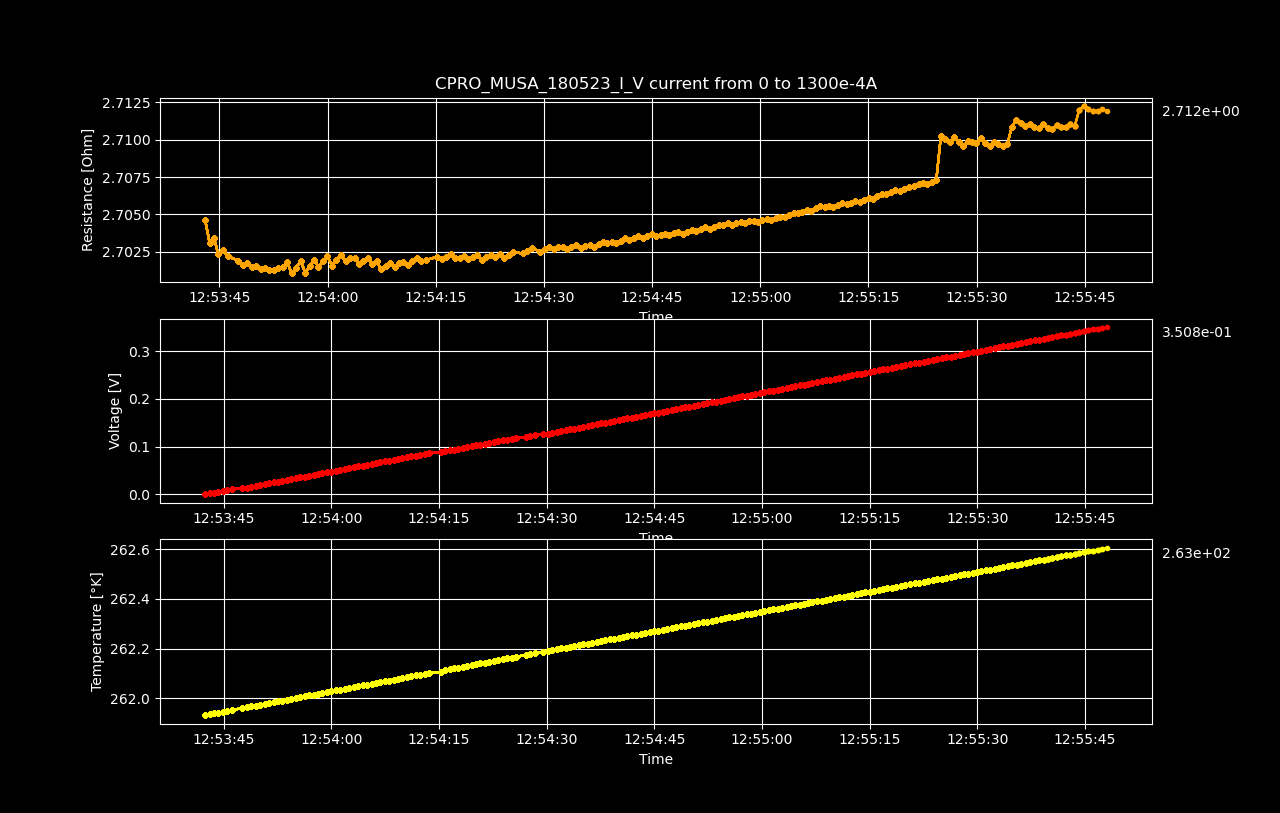 CPRO_MUSA_180523_I_V current from 0 to 1300e-4A
2.7125
2.7100
2.7075
2.7050
2.7025
Resistance [Ohm]
2.712e+00
12:53:45 12:54:00 12:54:15 12:54:30 12:54:45 12:55:00 12:55:15 12:55:30 12:55:45
Time
0.3
0.2
0.1
0.0
Voltage [V]
3.508e-01
12:53:45 12:54:00 12:54:15 12:54:30 12:54:45 12:55:00 12:55:15 12:55:30 12:55:45
Time
262.6
262.4
262.2
262.0
Temperature [°K]
2.63e+02
12:53:45 12:54:00 12:54:15 12:54:30 12:54:45 12:55:00 12:55:15 12:55:30 12:55:45
Time